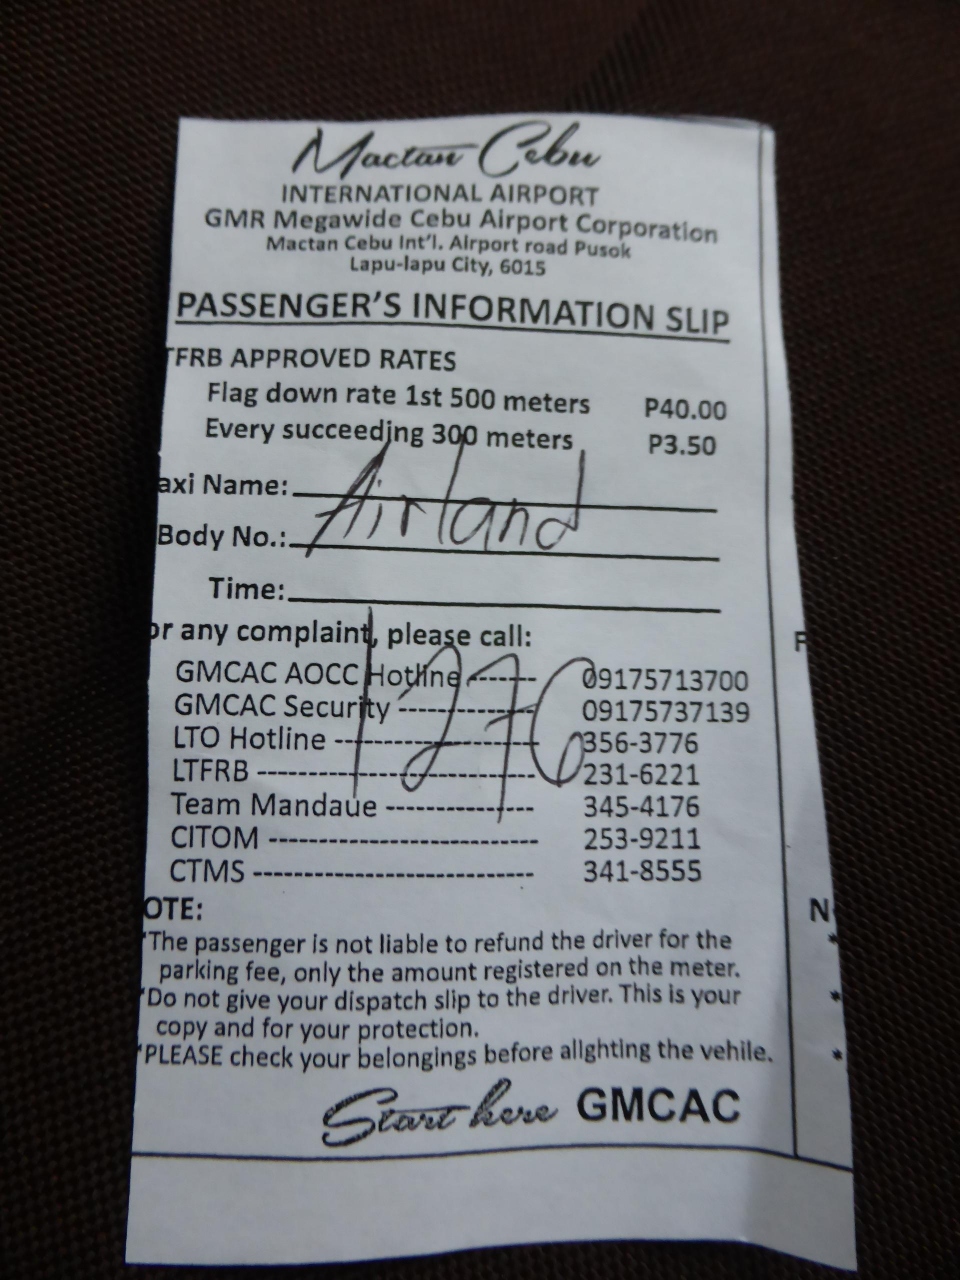 Mactan Cebu
INTERNATIONAL AIRPORT
GMR Megawide Cebu Airport Corporation
Mactan Cebu Int'l. Airport road Pusok
Lapu-lapu City, 6015
PASSENGER'S INFORMATION SLIP
TFRB APPROVED RATES
Flag down rate 1st 500 meters P40.00
Every succeeding 300 meters P3.50
axi Name: Airland
Body No.:
Time:
or any complaint, please call:
1276
GMCAC AOCC Hotline ------ 09175713700
GMCAC Security ------------ 09175737139
LTO Hotline ------------------ 356-3776
LTFRB ------------------------ 231-6221
Team Mandaue ------------- 345-4176
CITOM ------------------------ 253-9211
CTMS ------------------------- 341-8555
OTE:
*The passenger is not liable to refund the driver for the
parking fee, only the amount registered on the meter.
*Do not give your dispatch slip to the driver. This is your
copy and for your protection.
*PLEASE check your belongings before alighting the vehile.
Start here GMCAC
F
N
*
*
*